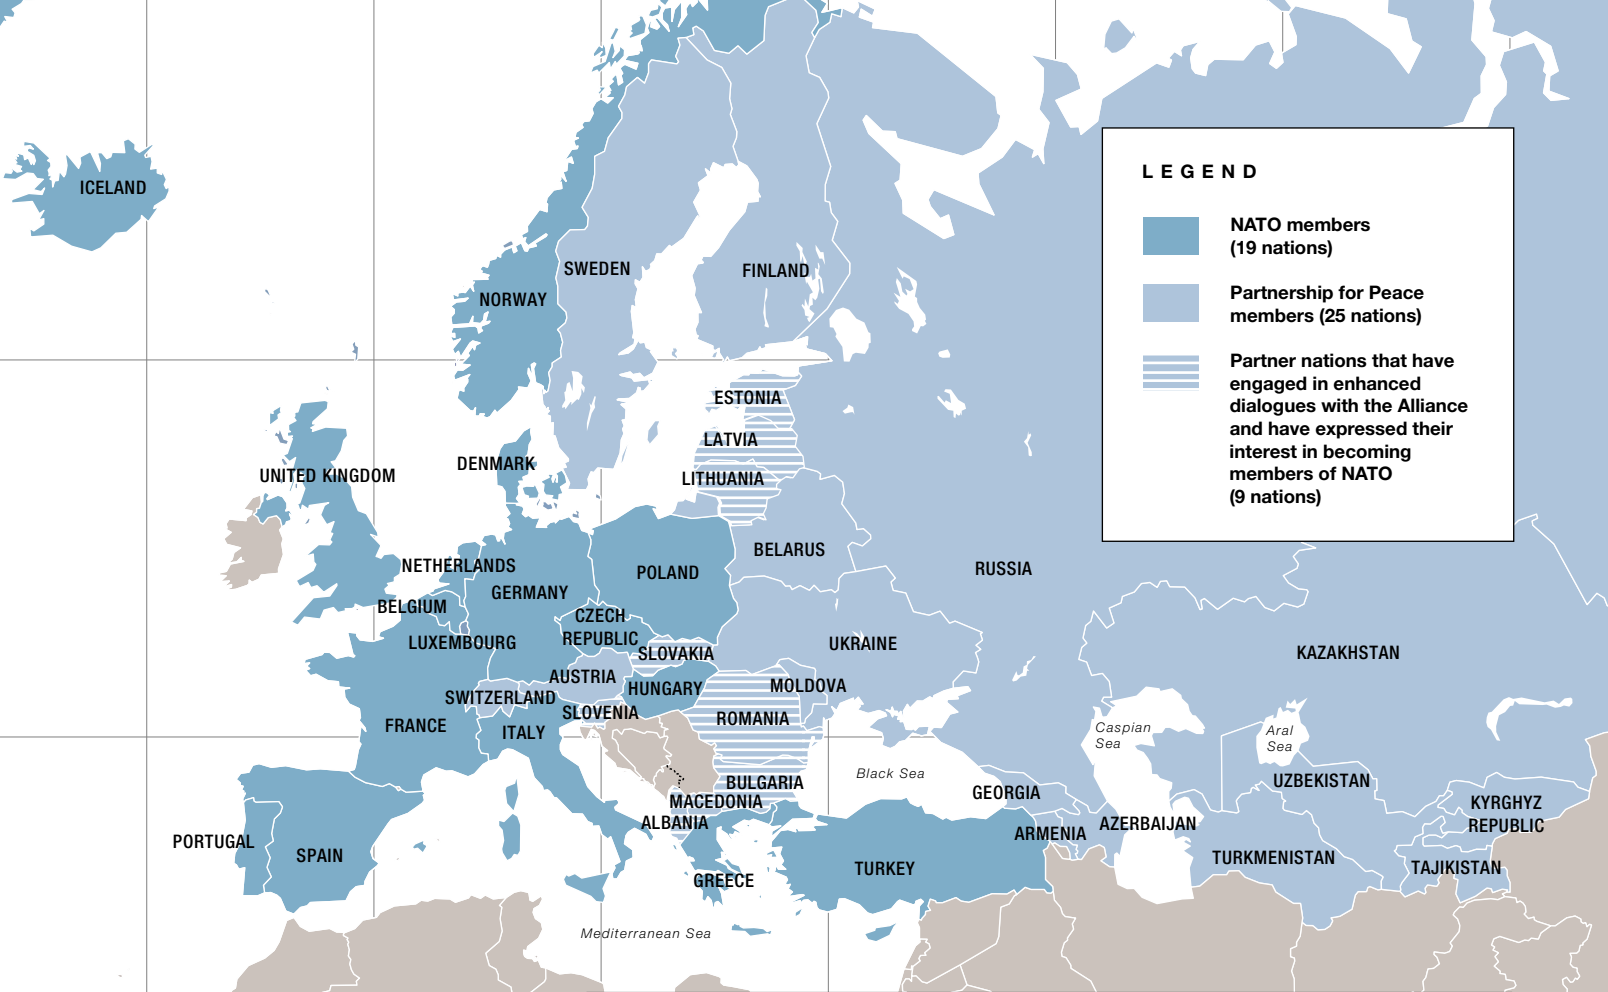 ICELAND
NORWAY
SWEDEN
FINLAND
ESTONIA
LATVIA
LITHUANIA
DENMARK
UNITED KINGDOM
NETHERLANDS
BELGIUM
LUXEMBOURG
GERMANY
POLAND
BELARUS
RUSSIA
CZECH
REPUBLIC
SLOVAKIA
UKRAINE
AUSTRIA
HUNGARY
MOLDOVA
SWITZERLAND
SLOVENIA
ROMANIA
FRANCE
ITALY
BULGARIA
MACEDONIA
ALBANIA
PORTUGAL
SPAIN
GREECE
TURKEY
GEORGIA
ARMENIA
AZERBAIJAN
KAZAKHSTAN
UZBEKISTAN
TURKMENISTAN
KYRGHYZ
REPUBLIC
TAJIKISTAN
Caspian
Sea
Aral
Sea
Black Sea
Mediterranean Sea
LEGEND
NATO members
(19 nations)
Partnership for Peace
members (25 nations)
Partner nations that have
engaged in enhanced
dialogues with the Alliance
and have expressed their
interest in becoming
members of NATO
(9 nations)